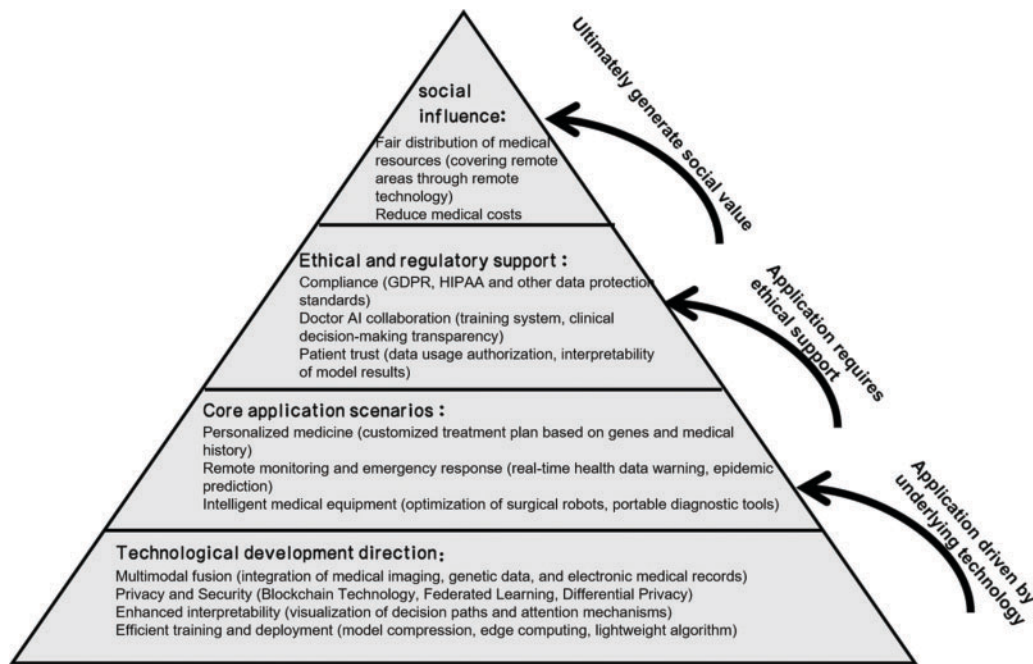 social
influence:
Fair distribution of medical
resources (covering remote
areas through remote
technology)
Reduce medical costs
Ultimately generate social value
Ethical and regulatory support：
Compliance (GDPR, HIPAA and other data protection
standards)
Doctor AI collaboration (training system, clinical
decision-making transparency)
Patient trust (data usage authorization, interpretability
of model results)
Application requires
ethical support
Core application scenarios：
Personalized medicine (customized treatment plan based on genes and medical
history)
Remote monitoring and emergency response (real-time health data warning, epidemic
prediction)
Intelligent medical equipment (optimization of surgical robots, portable diagnostic tools)
Application driven by
underlying technology
Technological development direction:
Multimodal fusion (integration of medical imaging, genetic data, and electronic medical records)
Privacy and Security (Blockchain Technology, Federated Learning, Differential Privacy)
Enhanced interpretability (visualization of decision paths and attention mechanisms)
Efficient training and deployment (model compression, edge computing, lightweight algorithm)